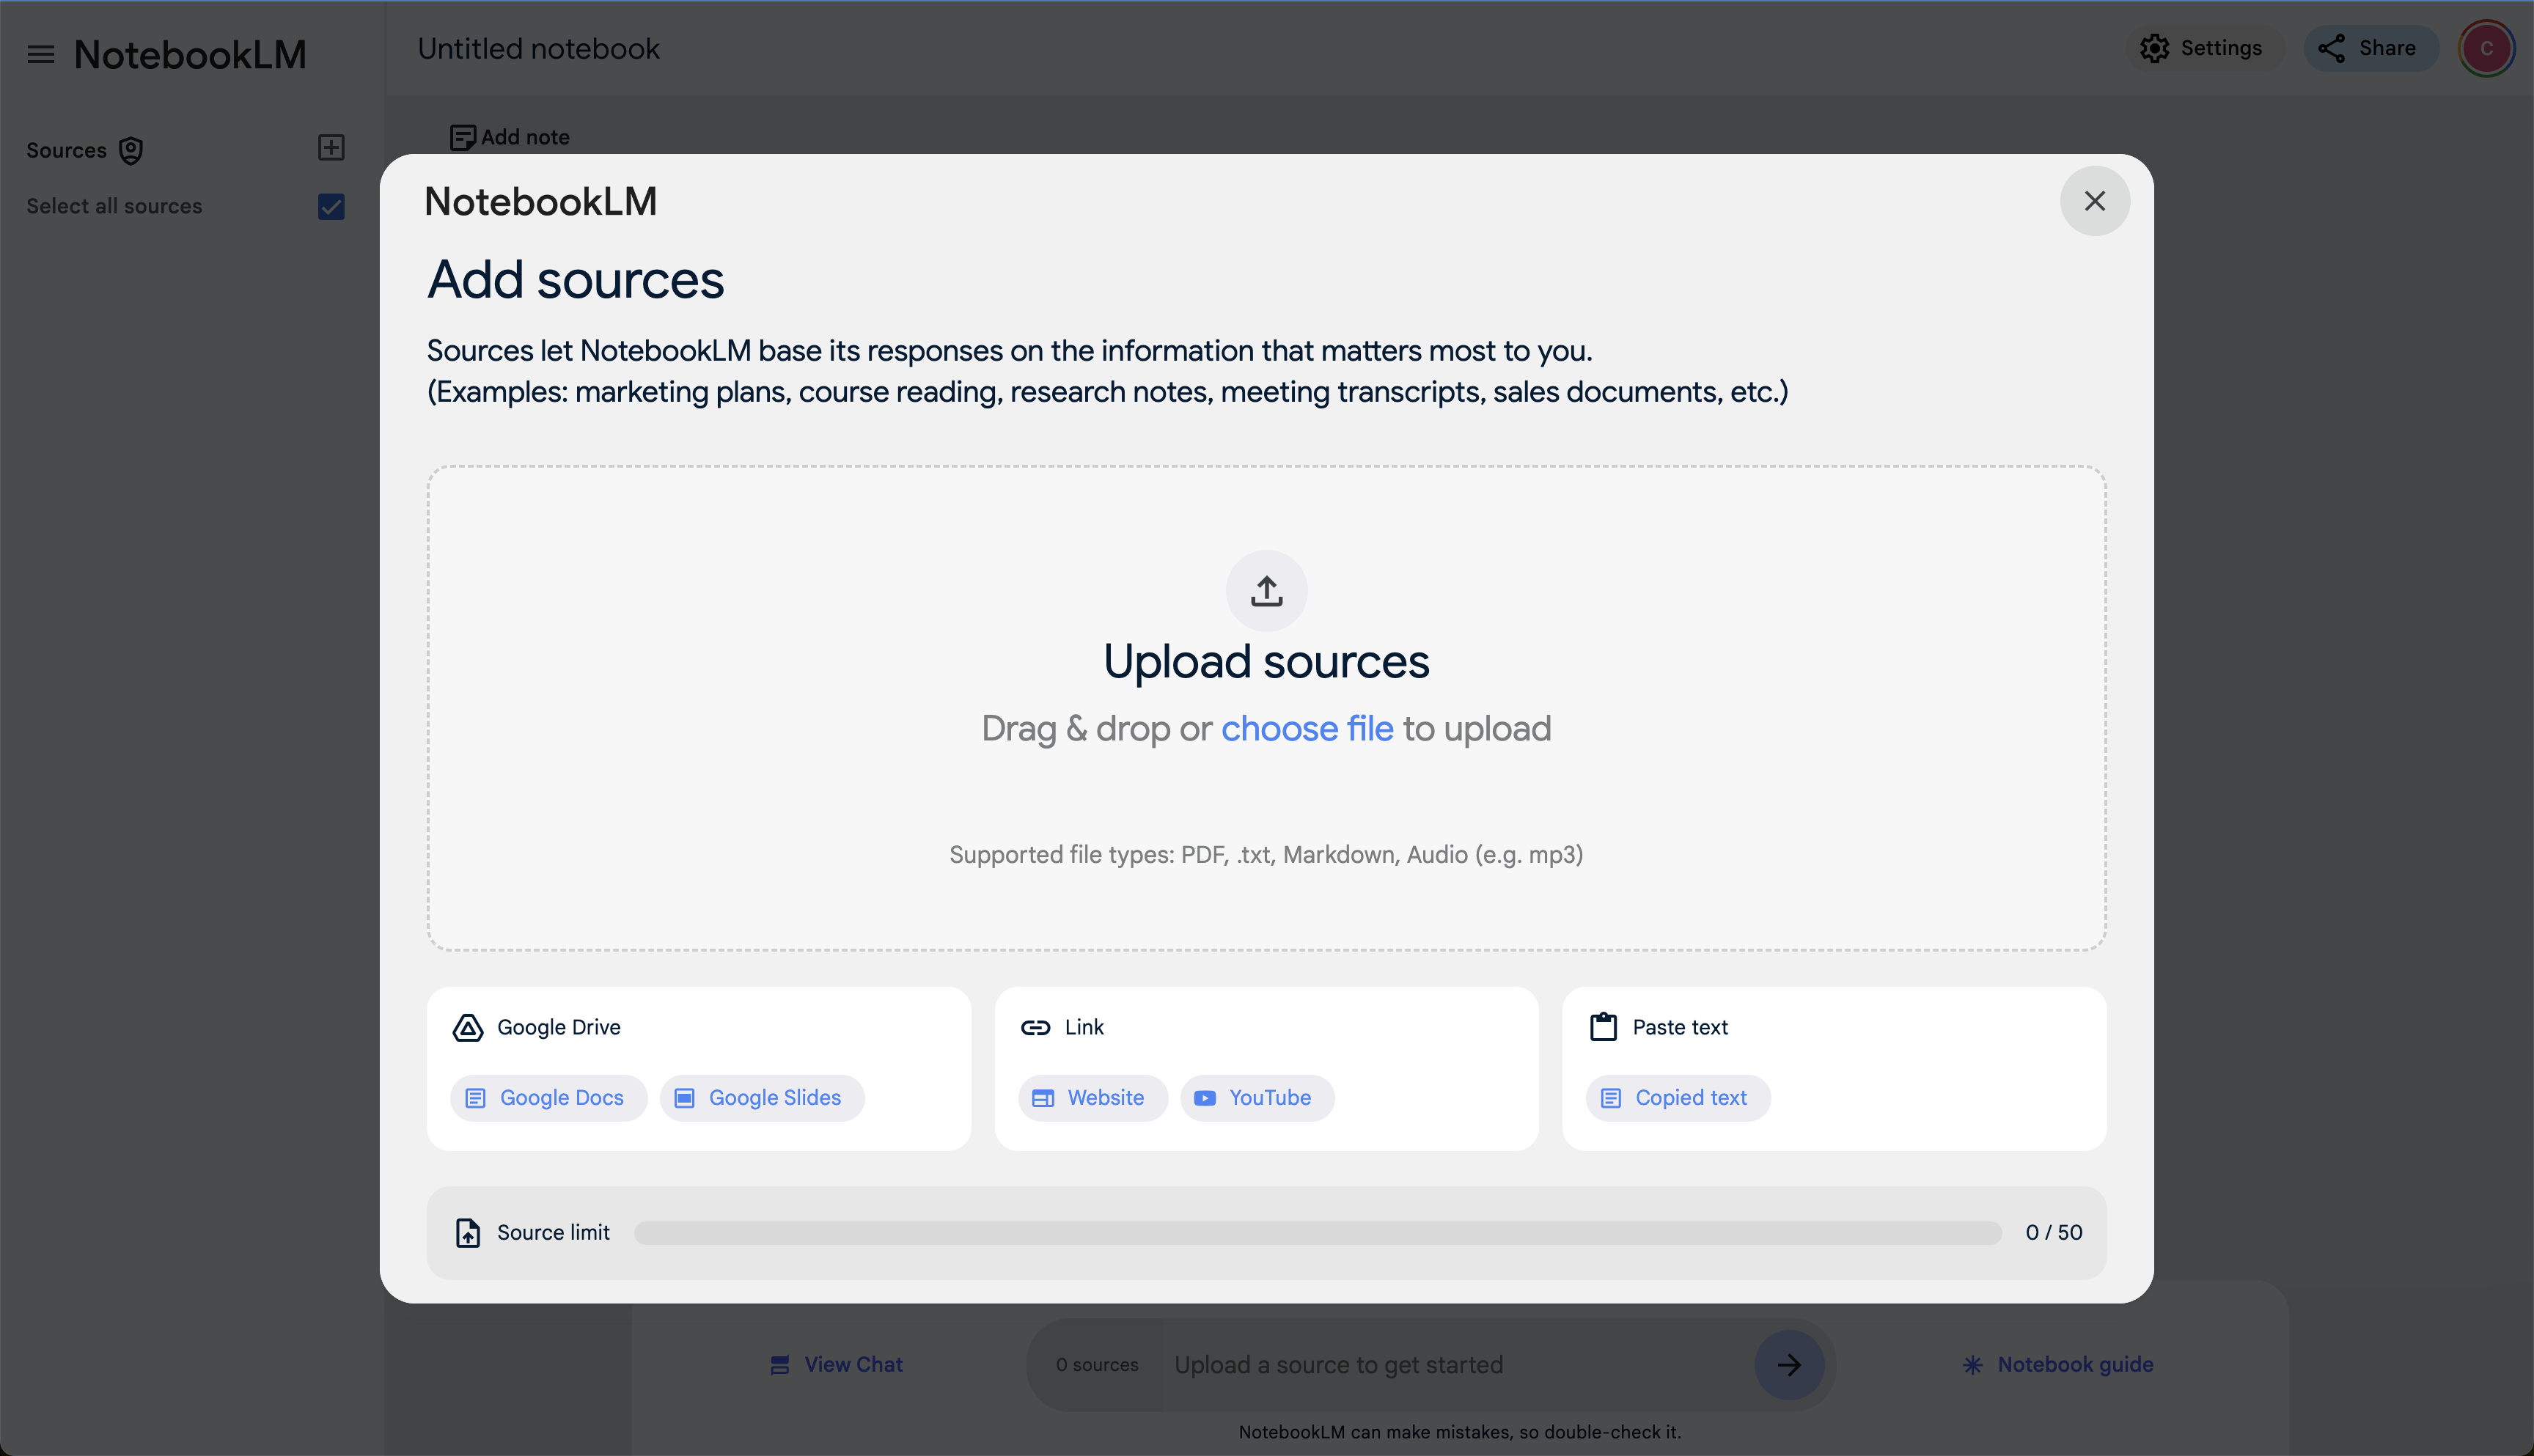 NotebookLM
Untitled notebook
Settings
Share
C
Sources
Select all sources
Add note
NotebookLM
Add sources
Sources let NotebookLM base its responses on the information that matters most to you.
(Examples: marketing plans, course reading, research notes, meeting transcripts, sales documents, etc.)
Upload sources
Drag & drop or choose file to upload
Supported file types: PDF, .txt, Markdown, Audio (e.g. mp3)
Google Drive
Google Docs
Google Slides
Link
Website
YouTube
Paste text
Copied text
Source limit
0 / 50
View Chat
0 sources
Upload a source to get started
Notebook guide
NotebookLM can make mistakes, so double-check it.